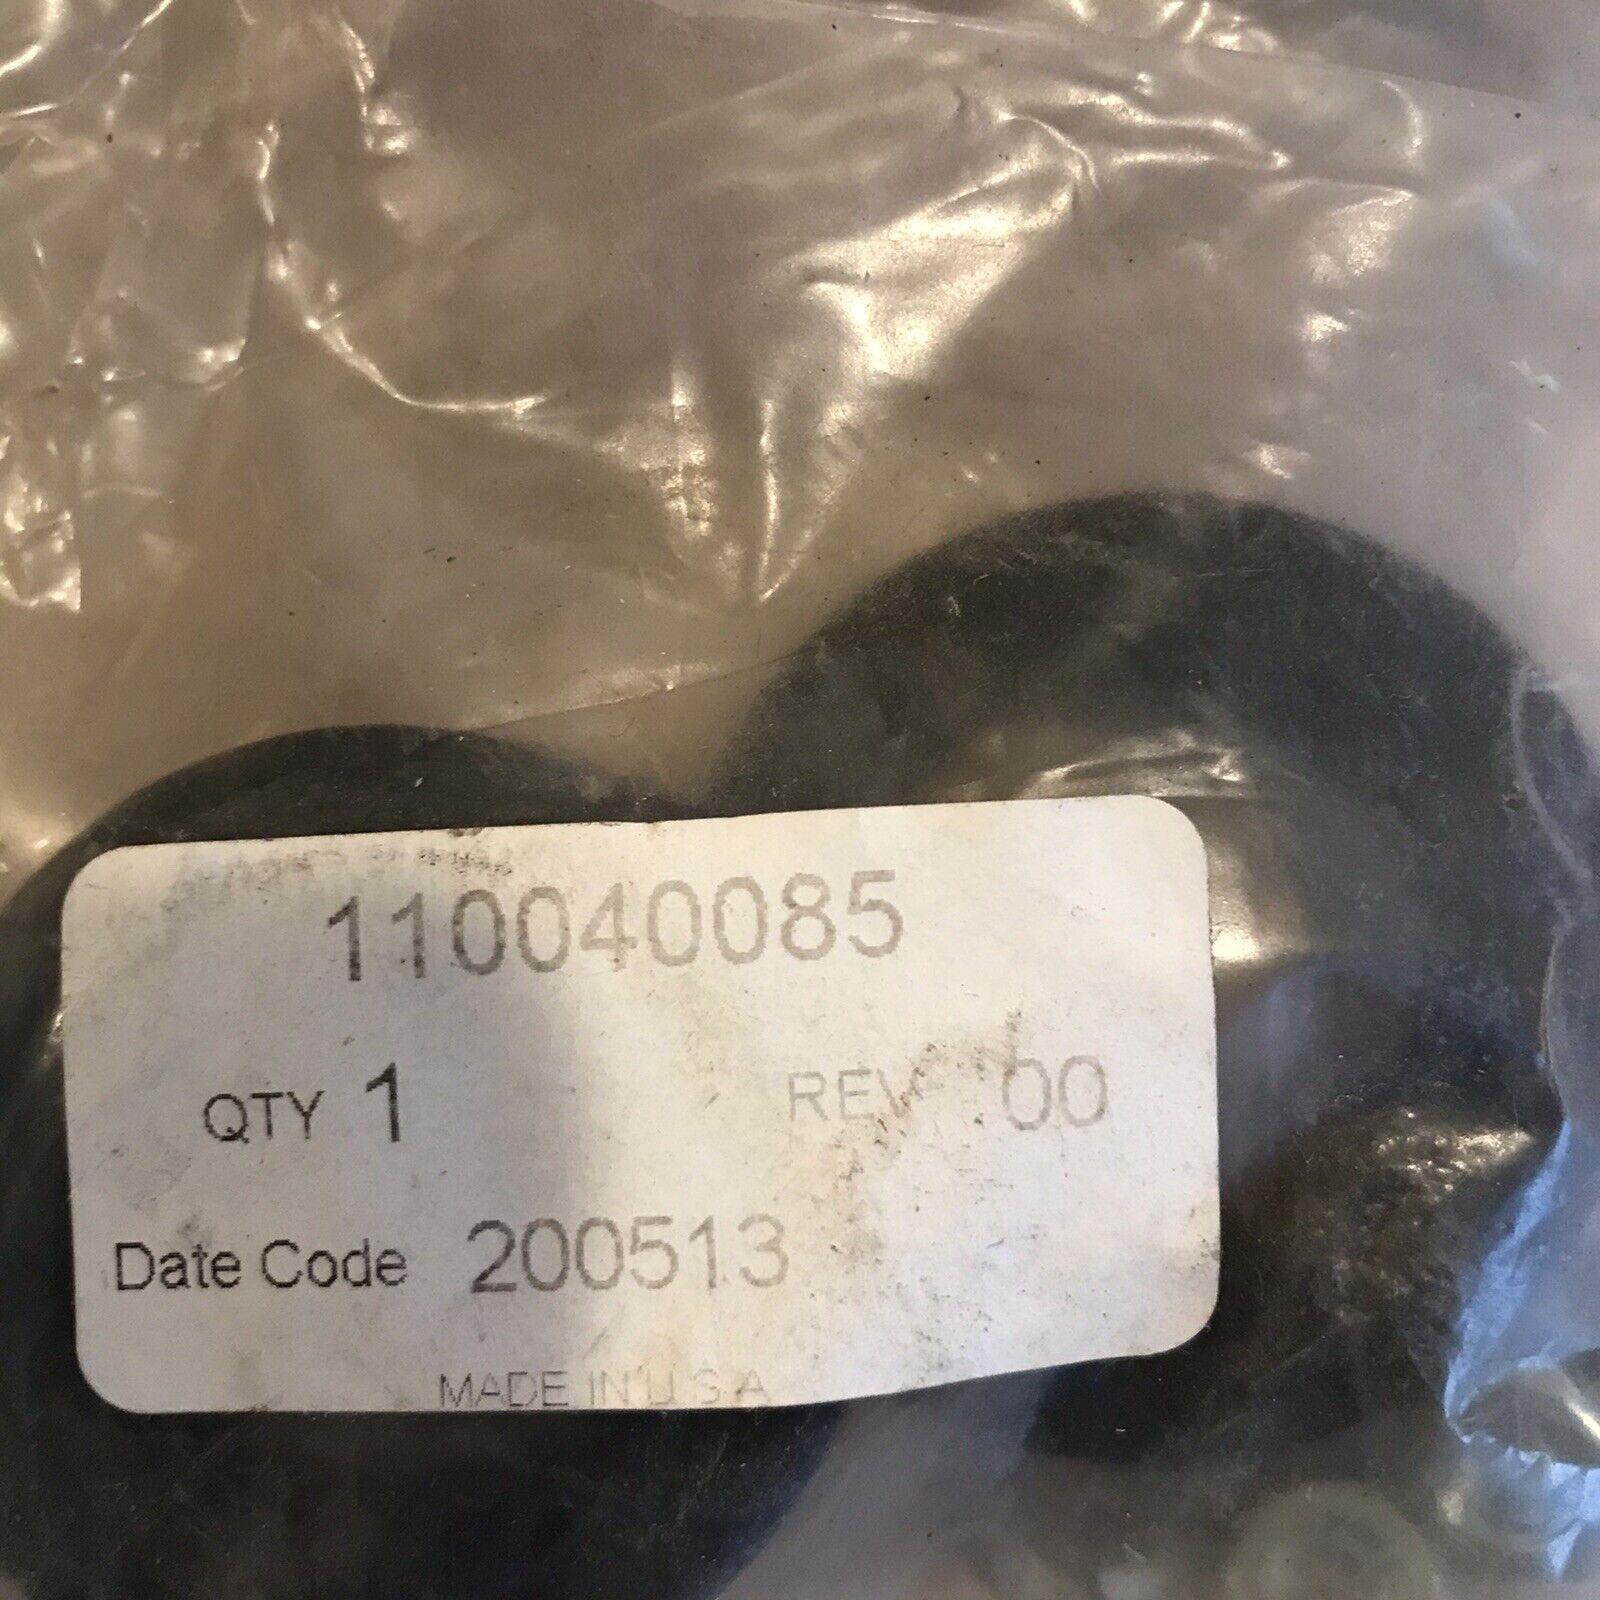 110040085
QTY 1 REV 00
Date Code 200513
MADE IN U.S.A